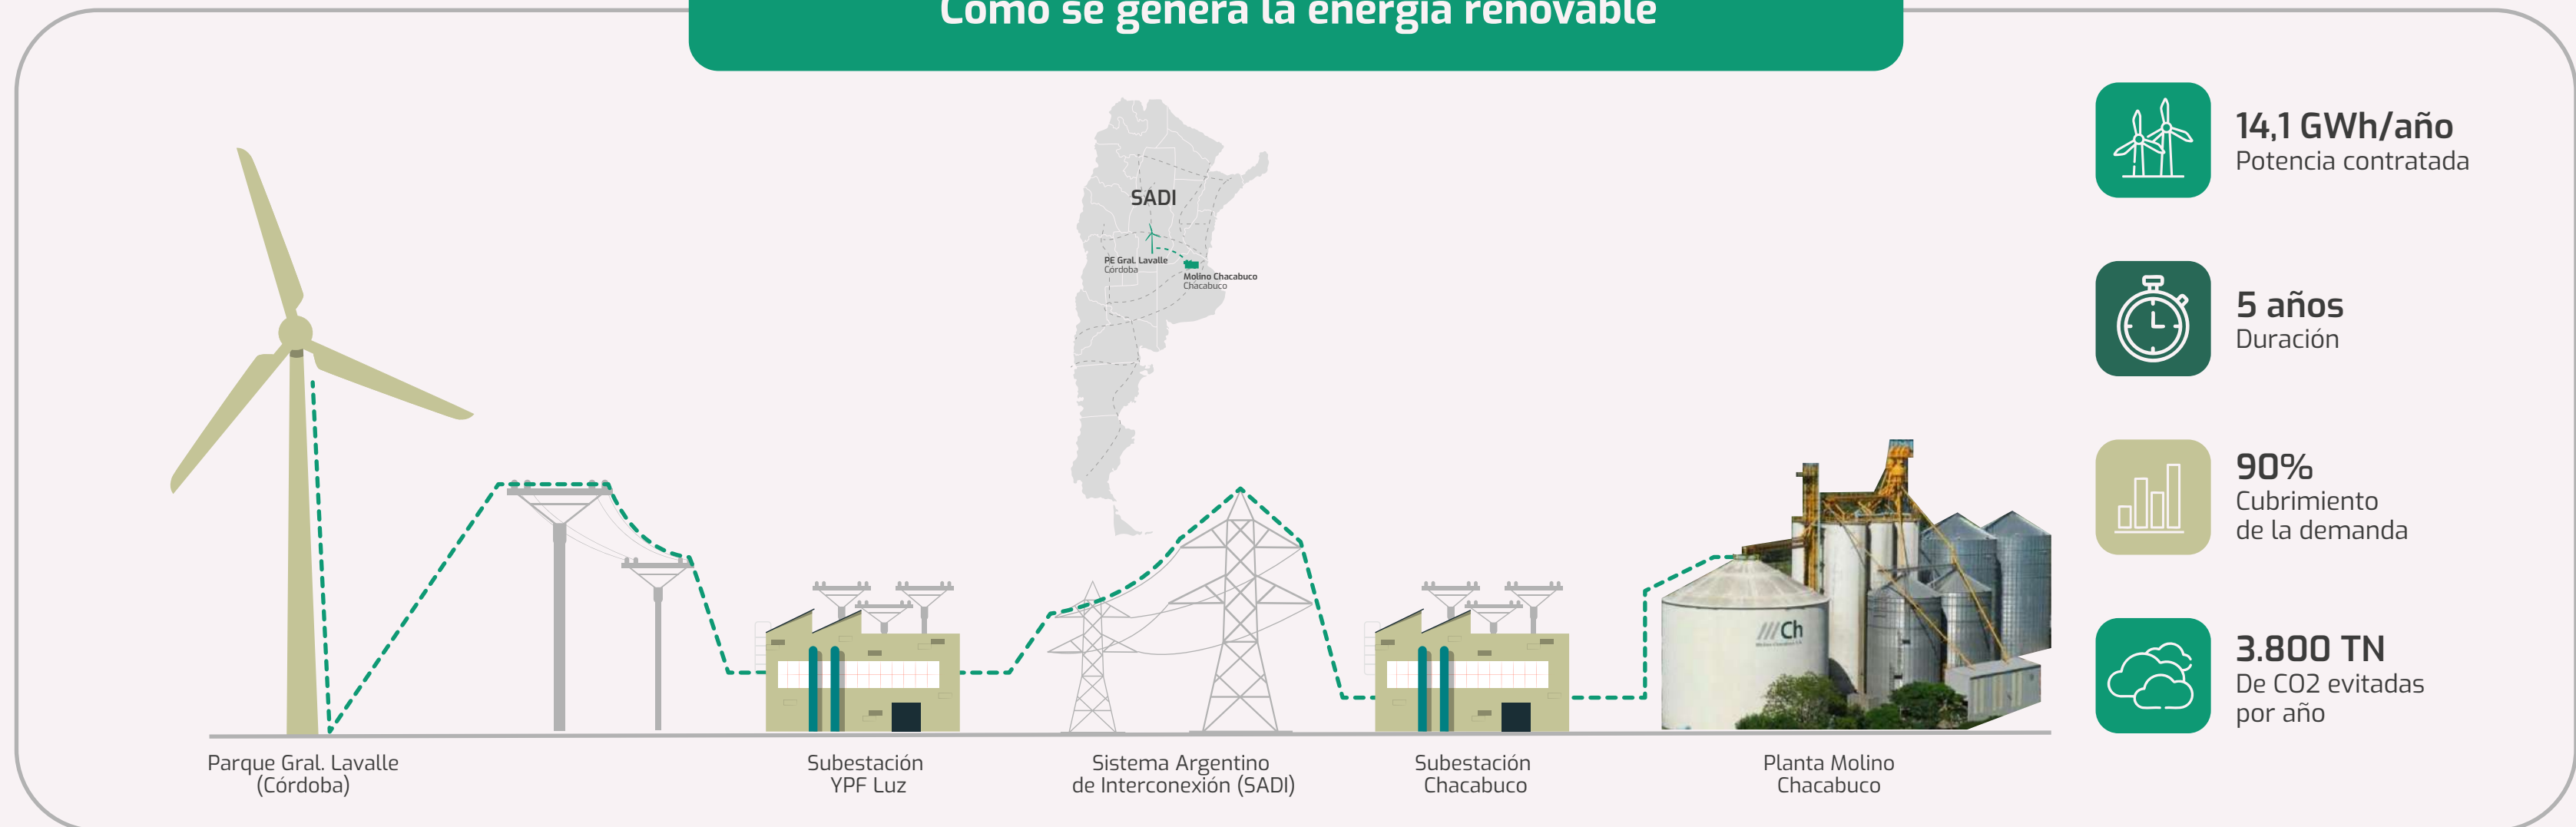 Cómo se genera la energía renovable
SADI
PE Gral. Lavalle
Córdoba
Molino Chacabuco
Chacabuco
14,1 GWh/año
Potencia contratada
5 años
Duración
90%
Cubrimiento
de la demanda
3.800 TN
De CO2 evitadas
por año
///Ch
Parque Gral. Lavalle
(Córdoba)
Subestación
YPF Luz
Sistema Argentino
de Interconexión (SADI)
Subestación
Chacabuco
Planta Molino
Chacabuco